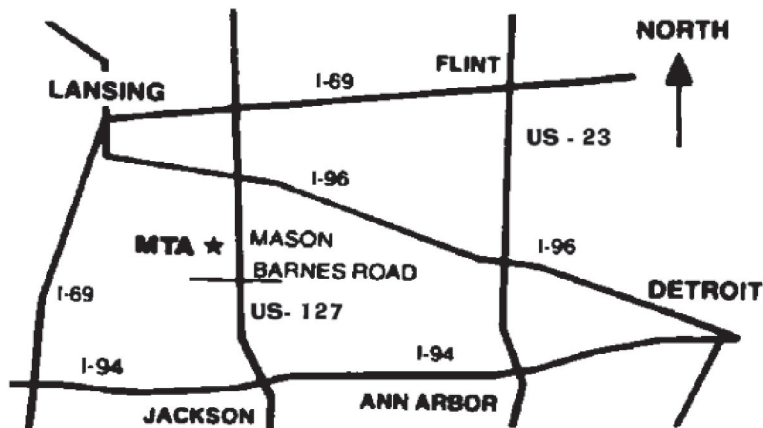 NORTH
FLINT
I-69
LANSING
US - 23
I-96
MTA
MASON
I-96
BARNES ROAD
DETROIT
I-69
US- 127
I-94
I-94
JACKSON
ANN ARBOR